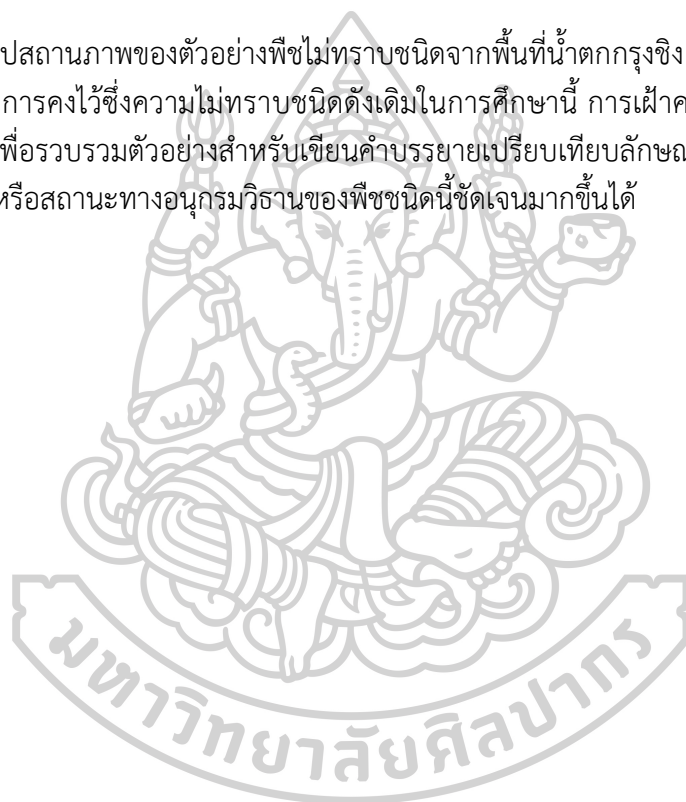 ปสถานภาพของตัวอย่างพืชไม่ทราบชนิดจากพื้นที่น้ำตกกรุงชิง
การคงไว้ซึ่งความไม่ทราบชนิดดังเดิมในการศึกษานี้ การเฝ้าค
พื่อรวบรวมตัวอย่างสำหรับเขียนคำบรรยายเปรียบเทียบลักษณ
หรือสถานะทางอนุกรมวิธานของพืชชนิดนี้ชัดเจนมากขึ้นได้
มหาวิทยาลัยศิลปากร